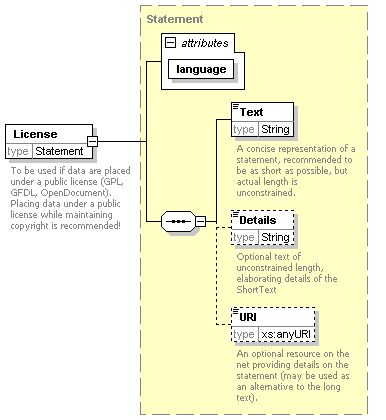 Statement
attributes
language
License
type Statement
To be used if data are placed
under a public license (GPL,
GFDL, OpenDocument).
Placing data under a public
license while maintaining
copyright is recommended!
Text
type String
A concise representation of a
statement, recommended to
be as short as possible, but
actual length is
unconstrained.
Details
type String
Optional text of
unconstrained length,
elaborating details of the
ShortText
URI
type xs:anyURI
An optional resource on the
net providing details on the
statement (may be used as
an alternative to the long
text).